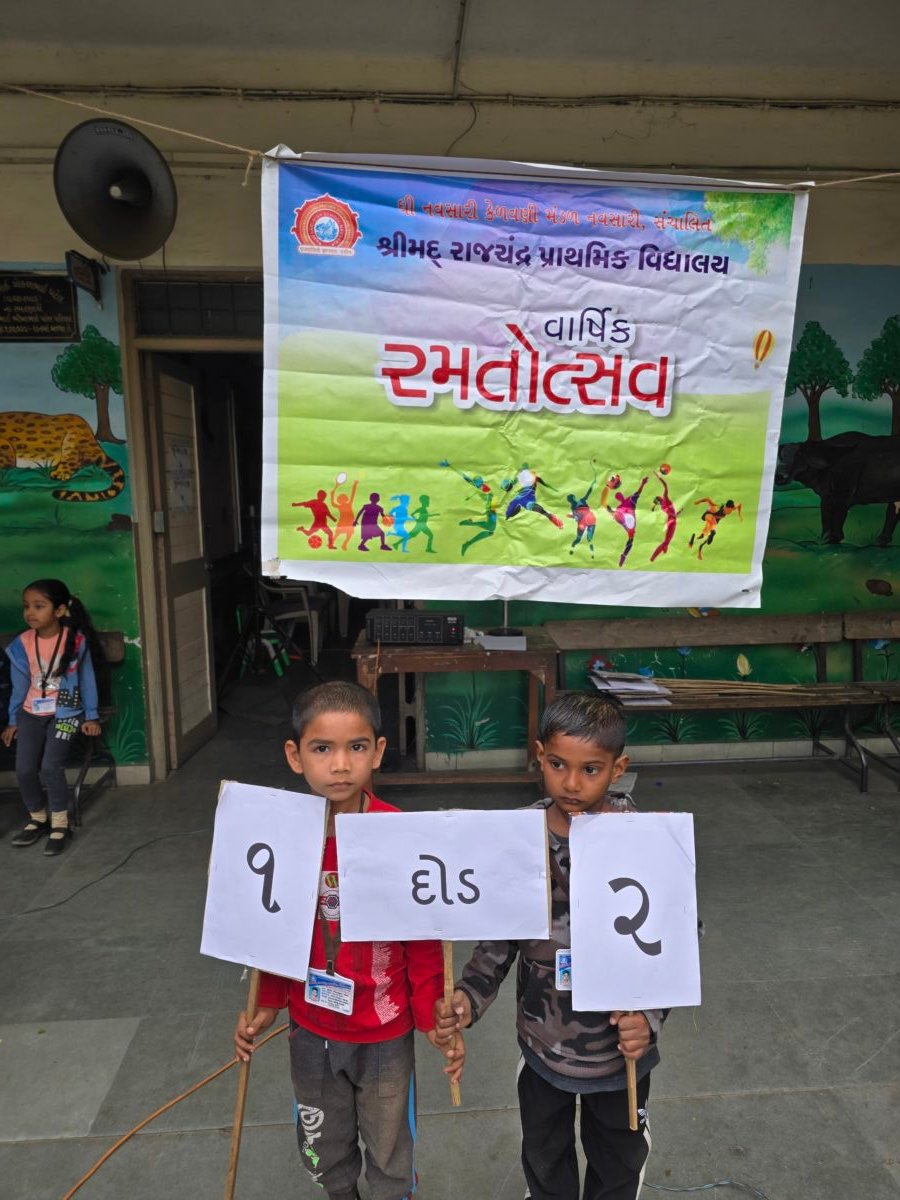 ધી નવસારી કેળવણી મંડળ નવસારી, સંચાલિત
શ્રીમદ્ રાજચંદ્ર પ્રાથમિક વિદ્યાલય
વાર્ષિક
રમતોત્સવ
૧
દોડ
૨